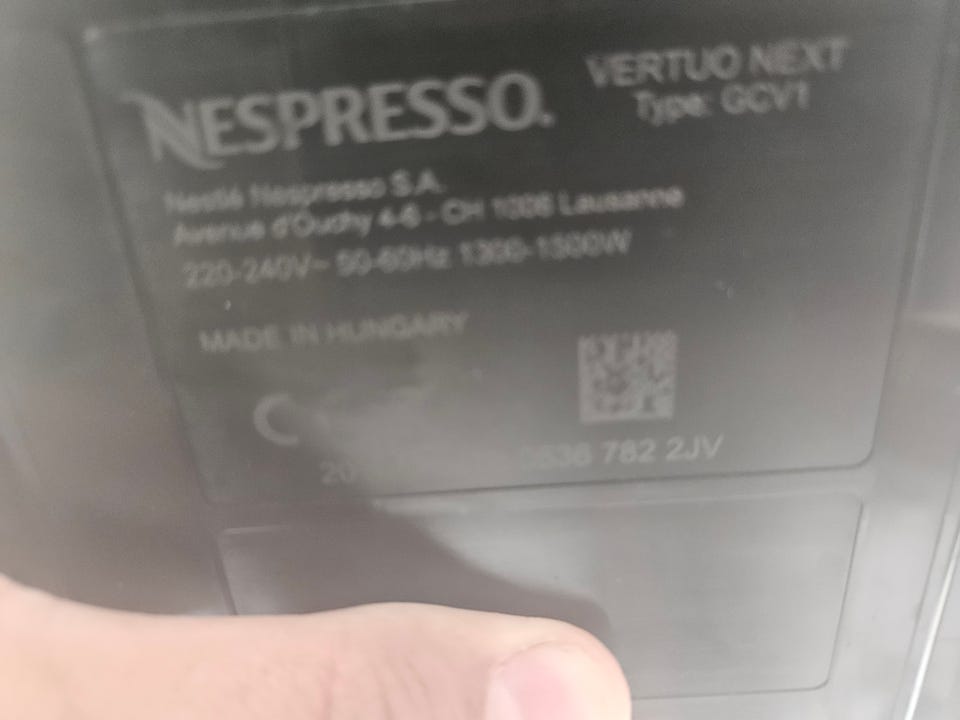 NESPRESSO.
VERTUO NEXT
Type: GCV1
Nestlé Nespresso S.A.
Avenue d'Ouchy 4-6 - CH 1006 Lausanne
220-240V~ 50-60Hz 1300-1500W
MADE IN HUNGARY
782 2JV